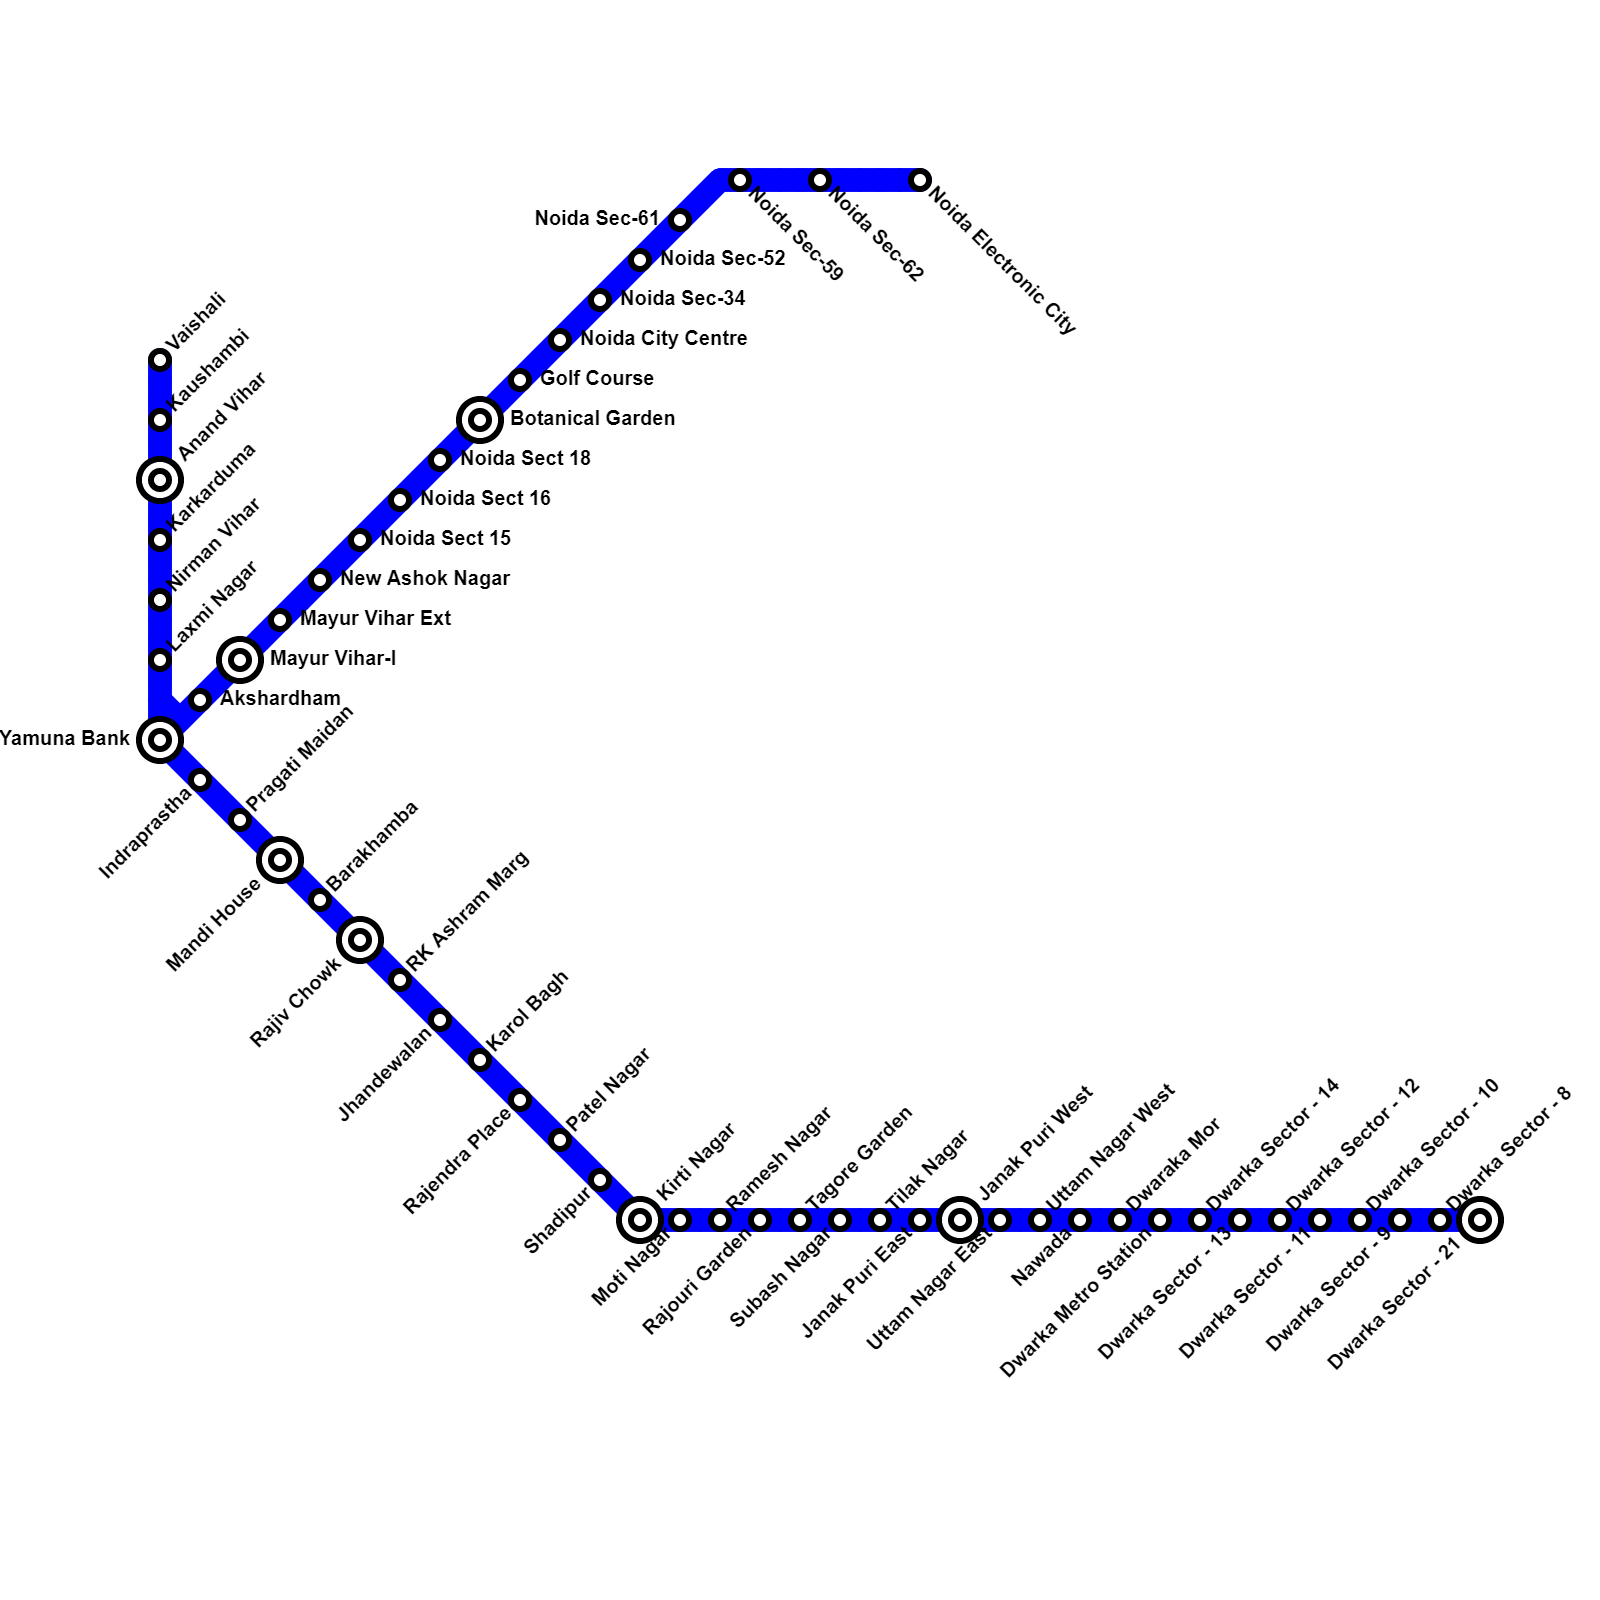 Noida Sec-59
Noida Sec-62
Noida Electronic City
Noida Sec-61
Noida Sec-52
Noida Sec-34
Noida City Centre
Golf Course
Botanical Garden
Noida Sect 18
Noida Sect 16
Noida Sect 15
New Ashok Nagar
Mayur Vihar Ext
Mayur Vihar-I
Akshardham
Vaishali
Kaushambi
Anand Vihar
Karkarduma
Nirman Vihar
Laxmi Nagar
Yamuna Bank
Indraprastha
Pragati Maidan
Mandi House
Barakhamba
Rajiv Chowk
RK Ashram Marg
Jhandewalan
Karol Bagh
Rajendra Place
Patel Nagar
Shadipur
Kirti Nagar
Moti Nagar
Ramesh Nagar
Rajouri Garden
Tagore Garden
Subash Nagar
Tilak Nagar
Janak Puri East
Janak Puri West
Uttam Nagar East
Uttam Nagar West
Nawada
Dwaraka Mor
Dwarka Metro Station
Dwarka Sector - 14
Dwarka Sector - 13
Dwarka Sector - 12
Dwarka Sector - 11
Dwarka Sector - 10
Dwarka Sector - 9
Dwarka Sector - 8
Dwarka Sector - 21